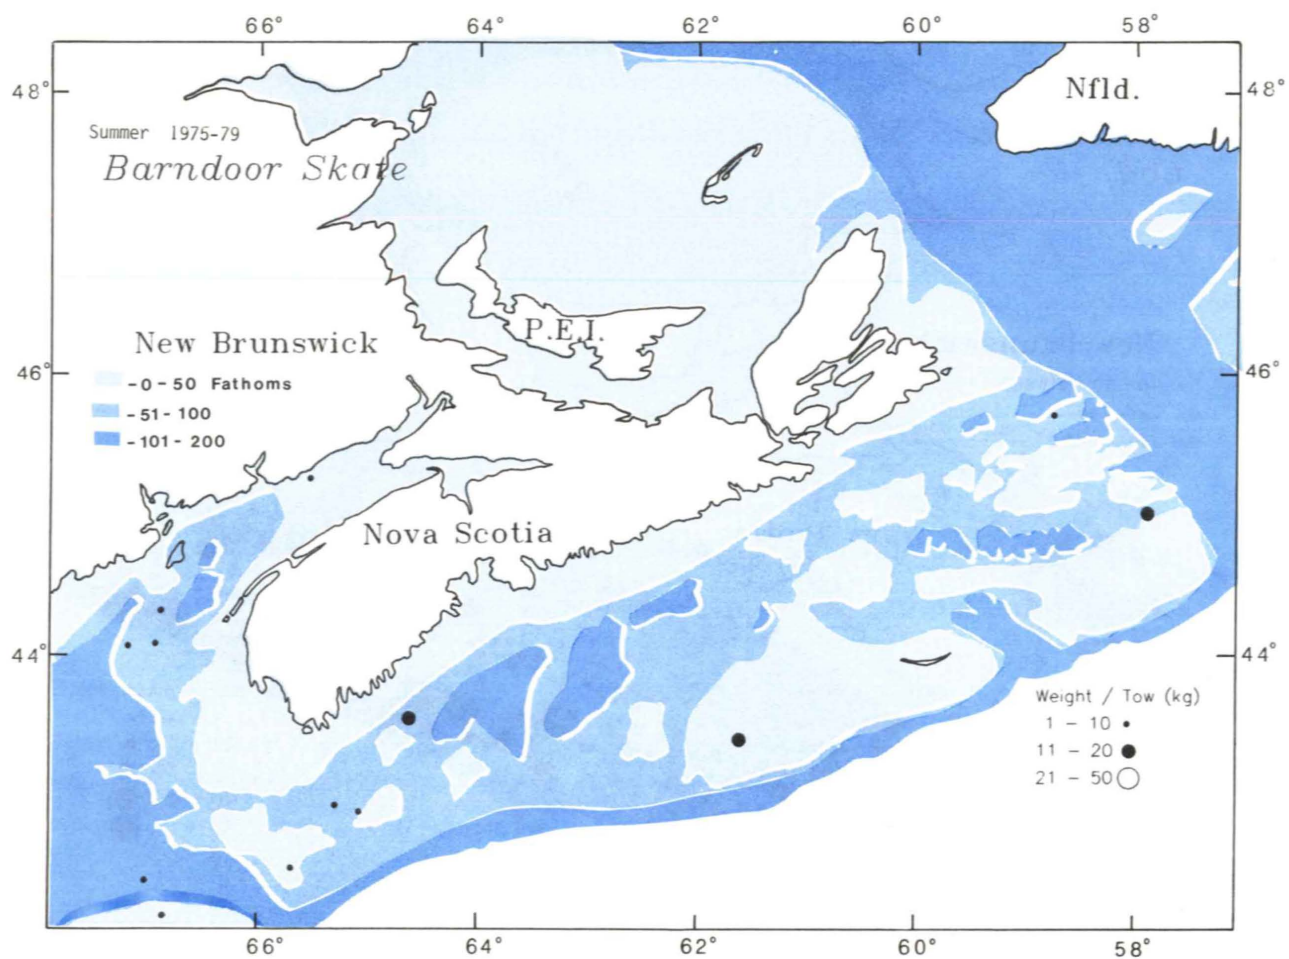 66° 64° 62° 60° 58°
48° 48°
Nfld.
Summer 1975-79
Barndoor Skate
P.E.I.
New Brunswick
46° 46°
-0-50 Fathoms
-51-100
-101-200
Nova Scotia
44° 44°
Weight / Tow (kg)
1 - 10
11 - 20
21 - 50
66° 64° 62° 60° 58°